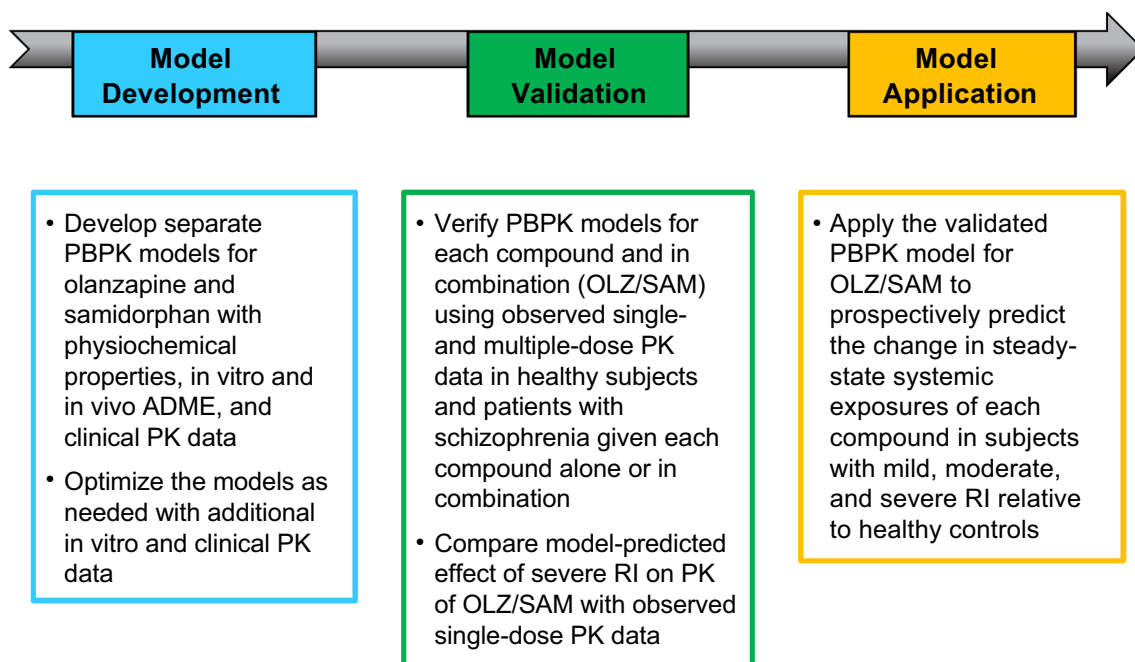 Model
Development
Model
Validation
Model
Application
• Develop separate
PBPK models for
olanzapine and
samidorphan with
physiochemical
properties, in vitro and
in vivo ADME, and
clinical PK data
• Optimize the models as
needed with additional
in vitro and clinical PK
data
• Verify PBPK models for
each compound and in
combination (OLZ/SAM)
using observed single-
and multiple-dose PK
data in healthy subjects
and patients with
schizophrenia given each
compound alone or in
combination
• Compare model-predicted
effect of severe RI on PK
of OLZ/SAM with observed
single-dose PK data
• Apply the validated
PBPK model for
OLZ/SAM to
prospectively predict
the change in steady-
state systemic
exposures of each
compound in subjects
with mild, moderate,
and severe RI relative
to healthy controls